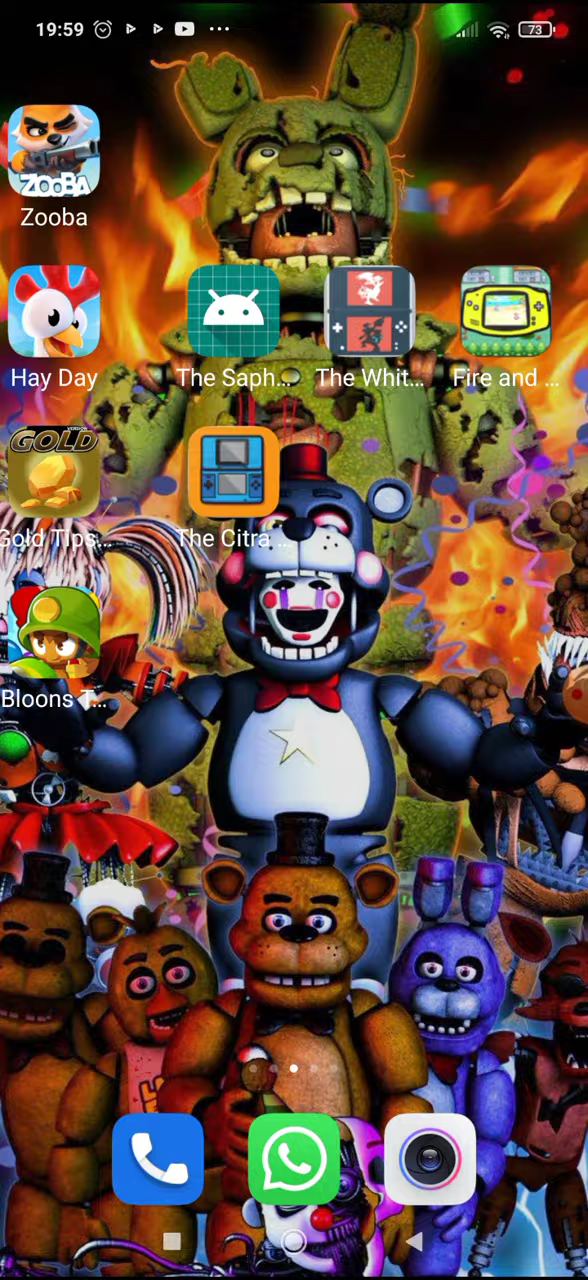 19:59
73
ZOOBA
Zooba
Hay Day
The Saph...
The Whit...
Fire and ...
VERSION
GOLD
Gold Tips...
The Citra ...
Bloons T...